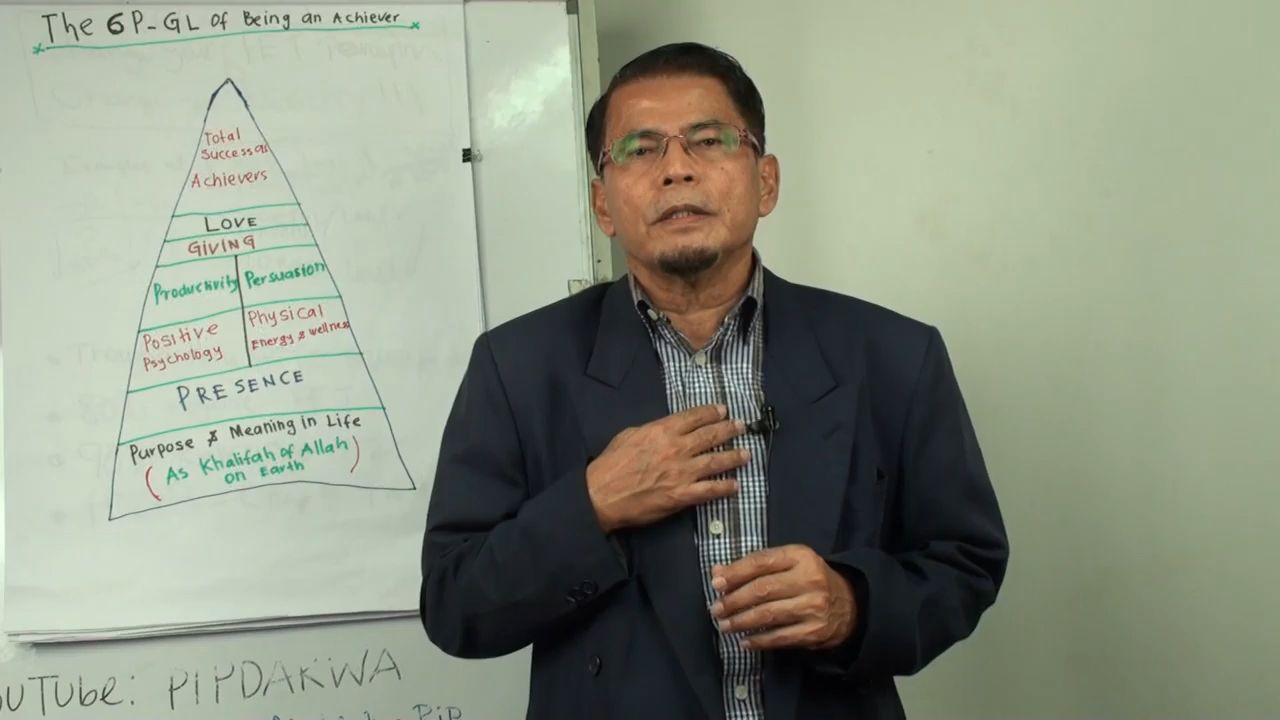 The 6P-GL of Being an Achiever
Total
Success as
Achievers
LOVE
GIVING
Productivity Persuasion
Positive
Psychology
Physical
Energy & wellness
PRESENCE
Purpose & Meaning in Life
(As Khalifah of Allah
on Earth)
ouTube: PIPDAKWA
PiP